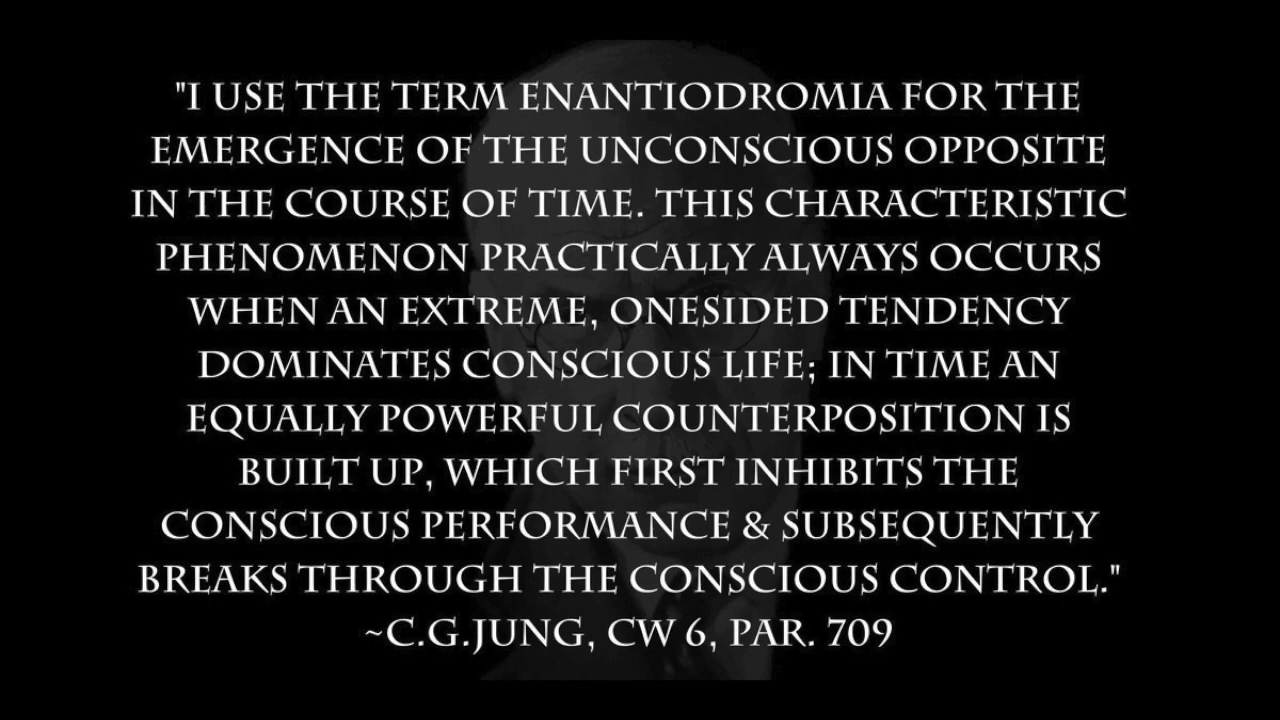 "I USE THE TERM ENANTIODROMIA FOR THE
EMERGENCE OF THE UNCONSCIOUS OPPOSITE
IN THE COURSE OF TIME. THIS CHARACTERISTIC
PHENOMENON PRACTICALLY ALWAYS OCCURS
WHEN AN EXTREME, ONESIDED TENDENCY
DOMINATES CONSCIOUS LIFE; IN TIME AN
EQUALLY POWERFUL COUNTERPOSITION IS
BUILT UP, WHICH FIRST INHIBITS THE
CONSCIOUS PERFORMANCE & SUBSEQUENTLY
BREAKS THROUGH THE CONSCIOUS CONTROL."
~C.G.JUNG, CW 6, PAR. 709